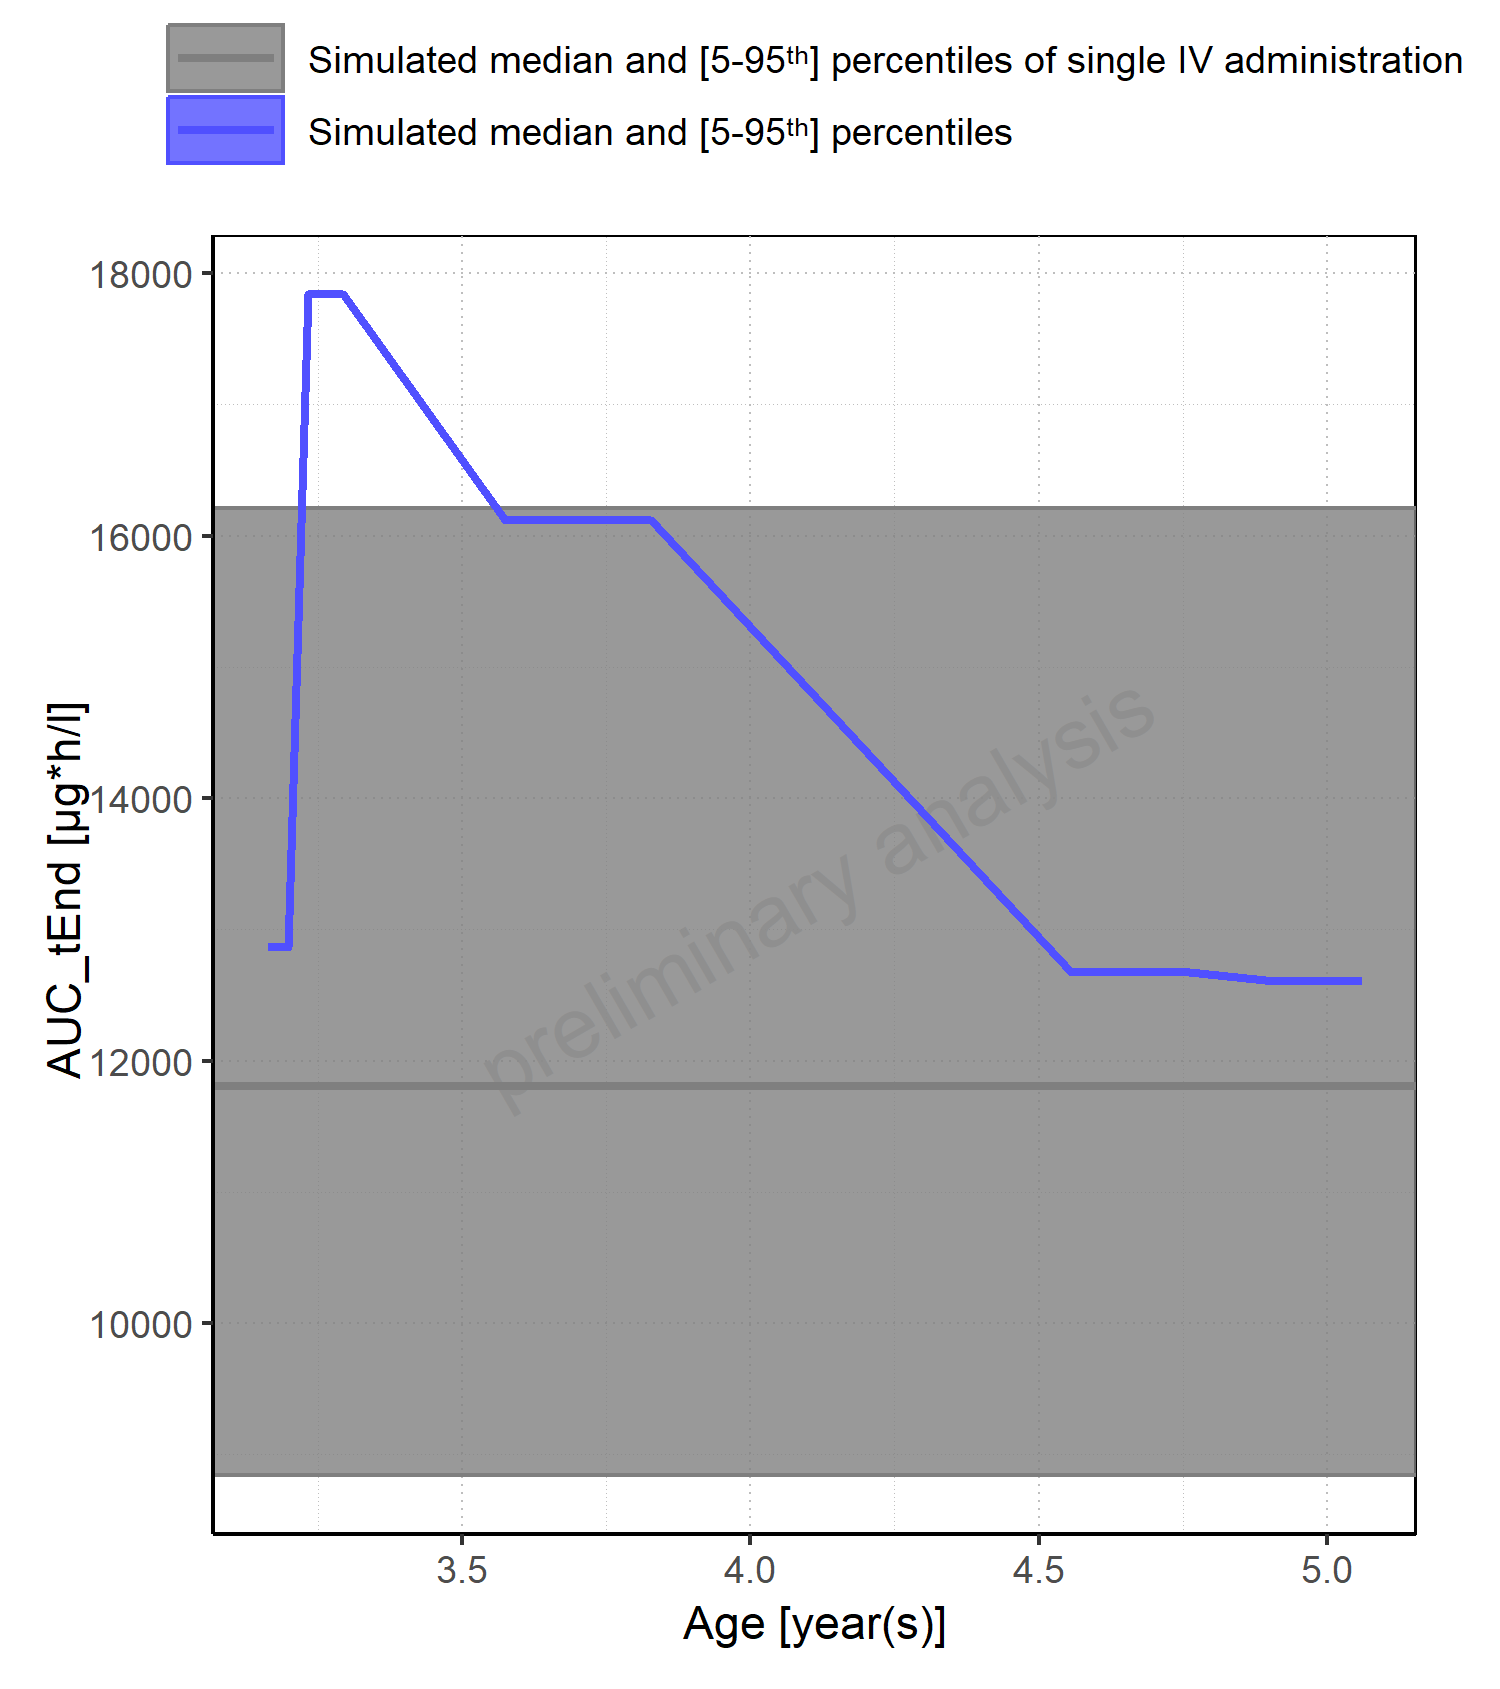 Simulated median and [5-95th] percentiles of single IV administration
Simulated median and [5-95th] percentiles
18000
16000
14000
12000
10000
AUC_tEnd [µg*h/l]
preliminary analysis
3.5 4.0 4.5 5.0
Age [year(s)]